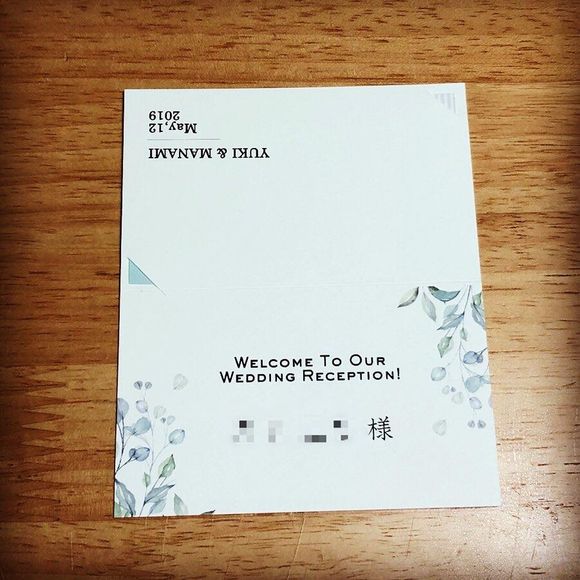 YUKI & MANAMI
May,12
2019
WELCOME TO OUR
WEDDING RECEPTION!
様